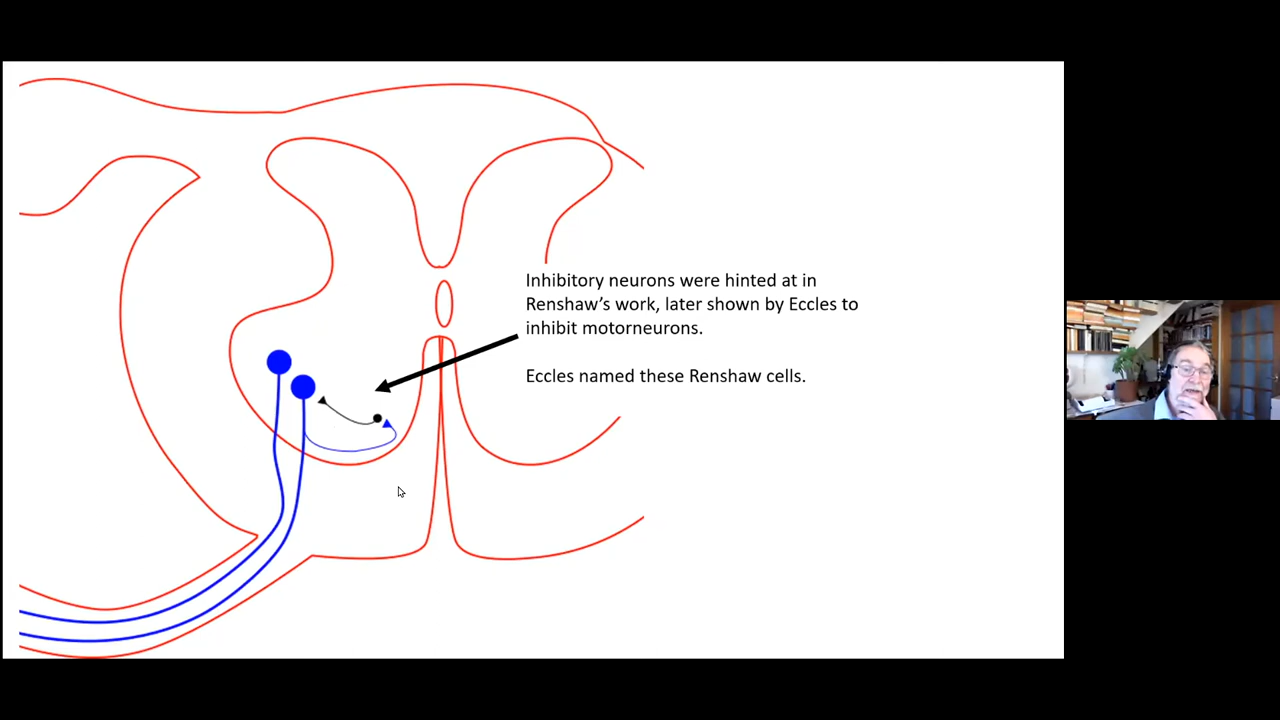 Inhibitory neurons were hinted at in
Renshaw's work, later shown by Eccles to
inhibit motorneurons.
Eccles named these Renshaw cells.